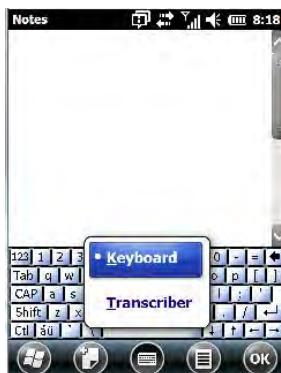 Notes 8:18
Keyboard
Transcriber
123 1 2 3 0 - =
Tab q w o p [ ]
CAP a s l ; '
Shift z x . /
Ctl áü ` \
OK